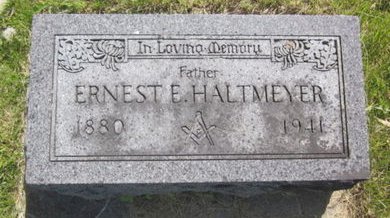 In Loving Memory
Father
ERNEST E. HALTMEYER
1880 1941